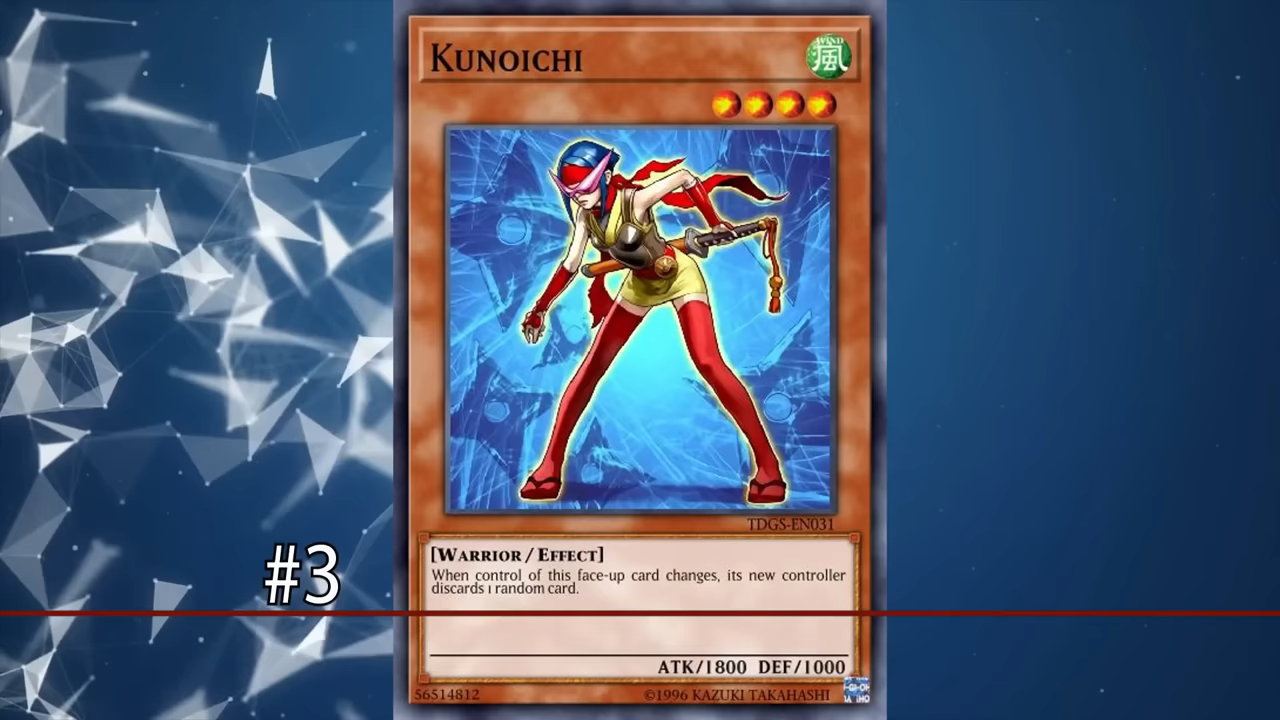 KUNOICHI
WIND
風
TDGS-EN031
#3
[WARRIOR / EFFECT]
When control of this face-up card changes, its new controller
discards 1 random card.
ATK/1800 DEF/1000
56514812
©1996 KAZUKI TAKAHASHI